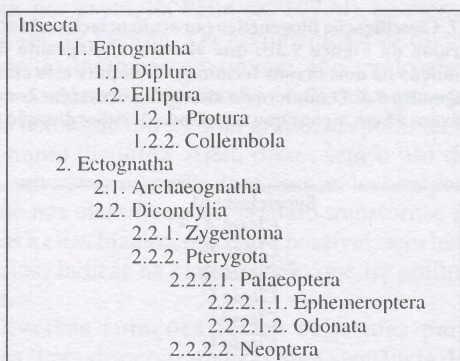 Insecta
1.1. Entognatha
1.1. Diplura
1.2. Ellipura
1.2.1. Protura
1.2.2. Collembola
2. Ectognatha
2.1. Archaeognatha
2.2. Dicondylia
2.2.1. Zygentoma
2.2.2. Pterygota
2.2.2.1. Palaeoptera
2.2.2.1.1. Ephemeroptera
2.2.2.1.2. Odonata
2.2.2.2. Neoptera